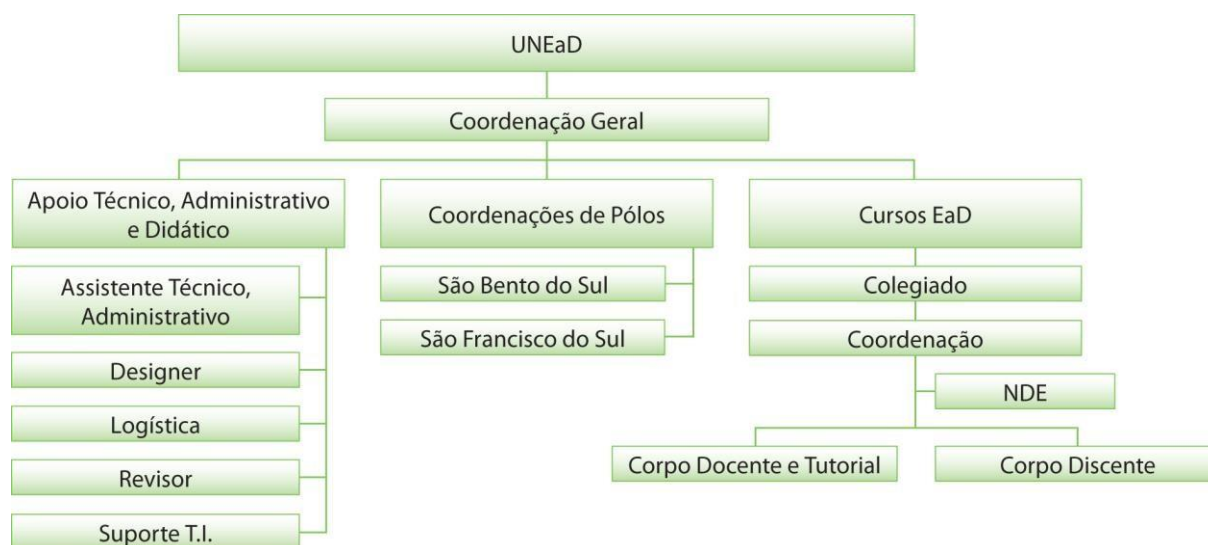 UNEaD
Coordenação Geral
Apoio Técnico, Administrativo
e Didático
Assistente Técnico,
Administrativo
Designer
Logística
Revisor
Suporte T.I.
Coordenações de Pólos
São Bento do Sul
São Francisco do Sul
Cursos EaD
Colegiado
Coordenação
NDE
Corpo Docente e Tutorial
Corpo Discente